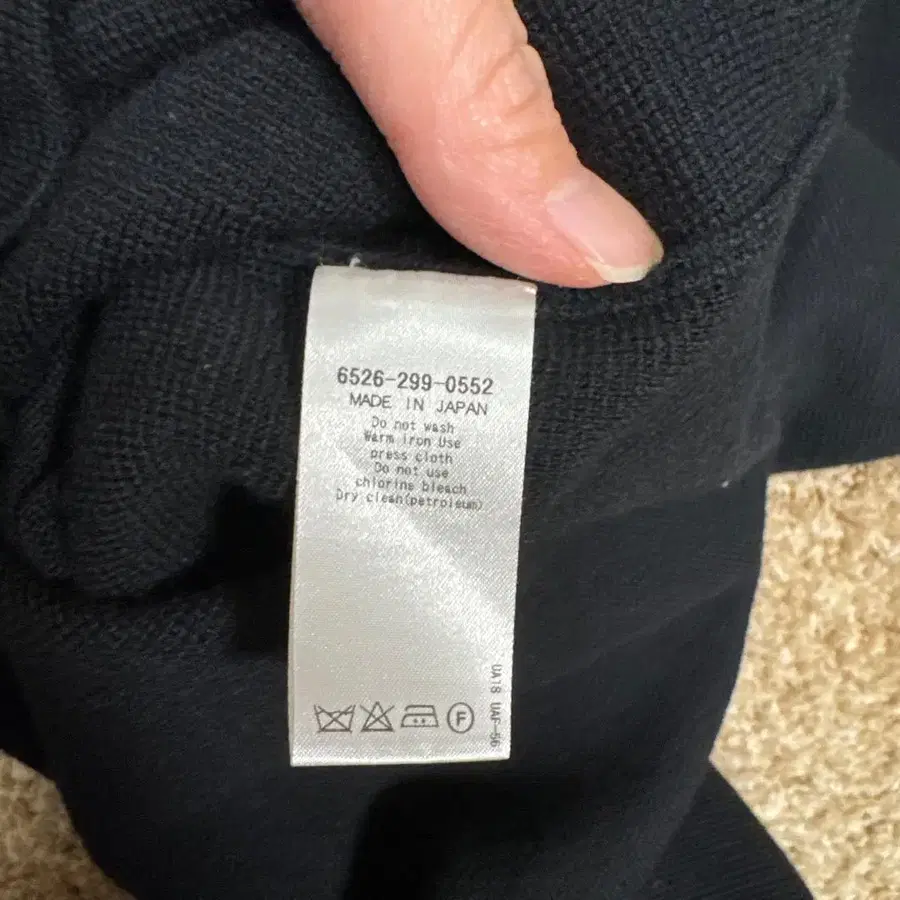 6526-299-0552
MADE IN JAPAN
Do not wash
Warm Iron Use
press cloth
Do not use
chlorine bleach
Dry clean(petroleum)
F